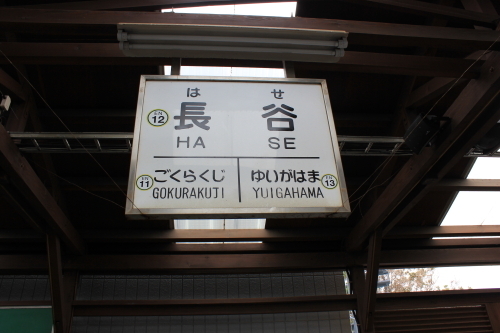 は せ
EN 12 長 谷
HA SE
ごくらくじ ゆいがはま
EN 11 GOKURAKUTI YUIGAHAMA EN 13